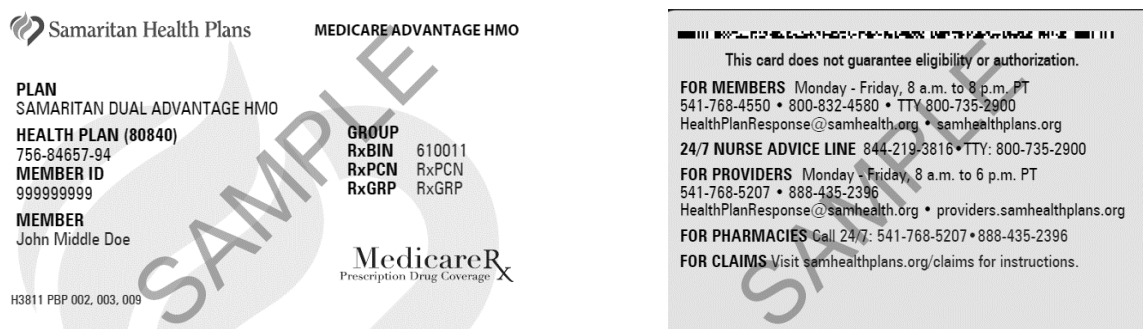 Samaritan Health Plans
MEDICARE ADVANTAGE HMO
PLAN
SAMARITAN DUAL ADVANTAGE HMO
HEALTH PLAN (80840)
756-84657-94
MEMBER ID
999999999
MEMBER
John Middle Doe
GROUP
RxBIN 610011
RxPCN RxPCN
RxGRP RxGRP
MedicareRx
Prescription Drug Coverage
H3811 PBP 002, 003, 009
SAMPLE
This card does not guarantee eligibility or authorization.
FOR MEMBERS Monday - Friday, 8 a.m. to 8 p.m. PT
541-768-4550 • 800-832-4580 • TTY 800-735-2900
HealthPlanResponse@samhealth.org • samhealthplans.org
24/7 NURSE ADVICE LINE 844-219-3816 • TTY: 800-735-2900
FOR PROVIDERS Monday - Friday, 8 a.m. to 6 p.m. PT
541-768-5207 • 888-435-2396
HealthPlanResponse@samhealth.org • providers.samhealthplans.org
FOR PHARMACIES Call 24/7: 541-768-5207 • 888-435-2396
FOR CLAIMS Visit samhealthplans.org/claims for instructions.
SAMPLE